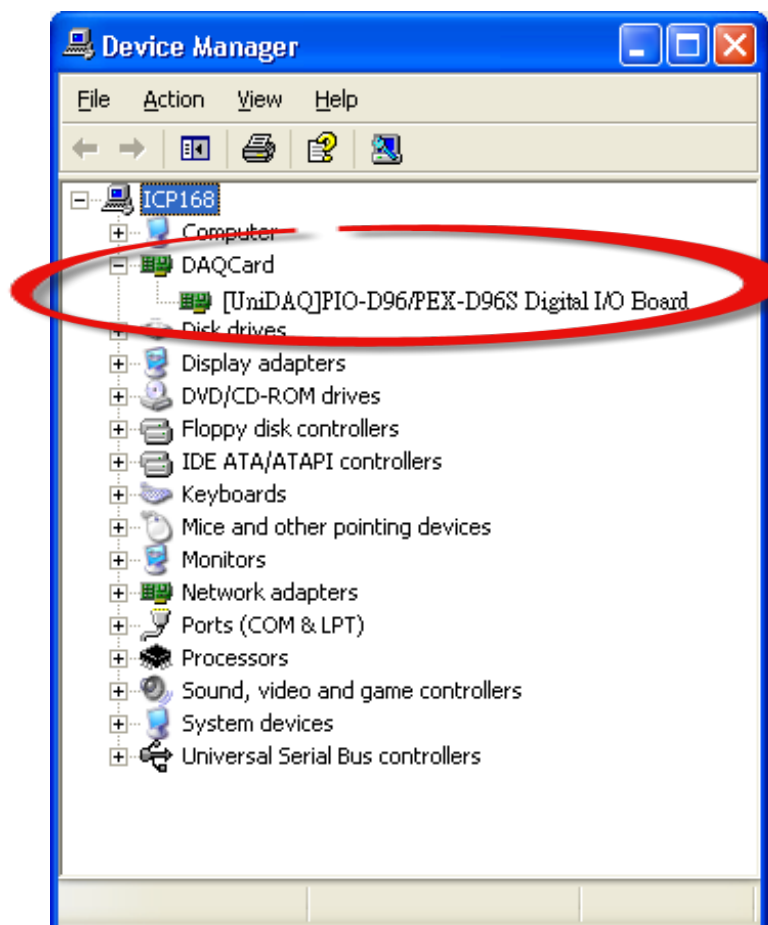 Device Manager
File Action View Help
ICP168
Computer
DAQCard
[UniDAQ]PIO-D96/PEX-D96S Digital I/O Board
Disk drives
Display adapters
DVD/CD-ROM drives
Floppy disk controllers
IDE ATA/ATAPI controllers
Keyboards
Mice and other pointing devices
Monitors
Network adapters
Ports (COM & LPT)
Processors
Sound, video and game controllers
System devices
Universal Serial Bus controllers